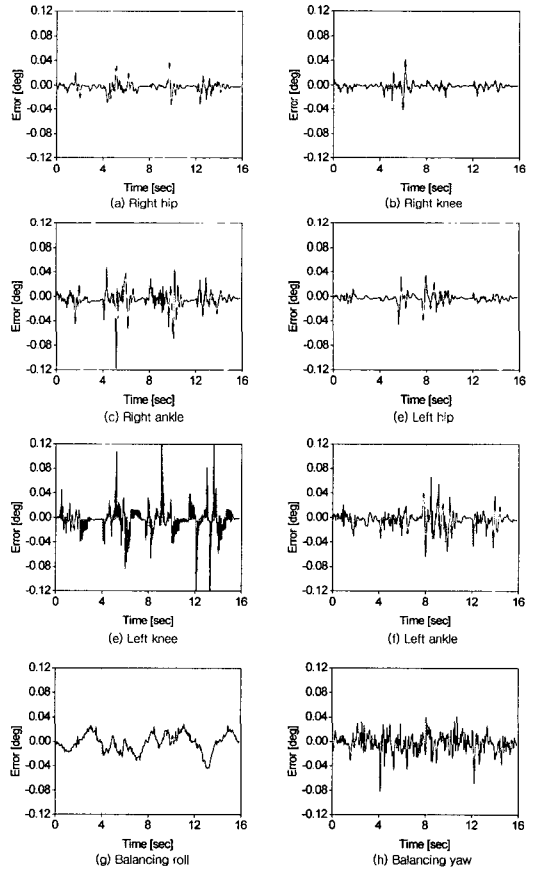 0.12
0.08
0.04
0.00
-0.04
-0.08
-0.12
Error [deg]
0 4 8 12 16
Time [sec]
(a) Right hip
0.12
0.08
0.04
0.00
-0.04
-0.08
-0.12
Error [deg]
0 4 8 12 16
Time [sec]
(b) Right knee
0.12
0.08
0.04
0.00
-0.04
-0.08
-0.12
Error [deg]
0 4 8 12 16
Time [sec]
(c) Right ankle
0.12
0.08
0.04
0.00
-0.04
-0.08
-0.12
Error [deg]
0 4 8 12 16
Time [sec]
(e) Left hip
0.12
0.08
0.04
0.00
-0.04
-0.08
-0.12
Error [deg]
0 4 8 12 16
Time [sec]
(e) Left knee
0.12
0.08
0.04
0.00
-0.04
-0.08
-0.12
Error [deg]
0 4 8 12 16
Time [sec]
(f) Left ankle
0.12
0.08
0.04
0.00
-0.04
-0.08
-0.12
Error [deg]
0 4 8 12 16
Time [sec]
(g) Balancing roll
0.12
0.08
0.04
0.00
-0.04
-0.08
-0.12
Error [deg]
0 4 8 12 16
Time [sec]
(h) Balancing yaw